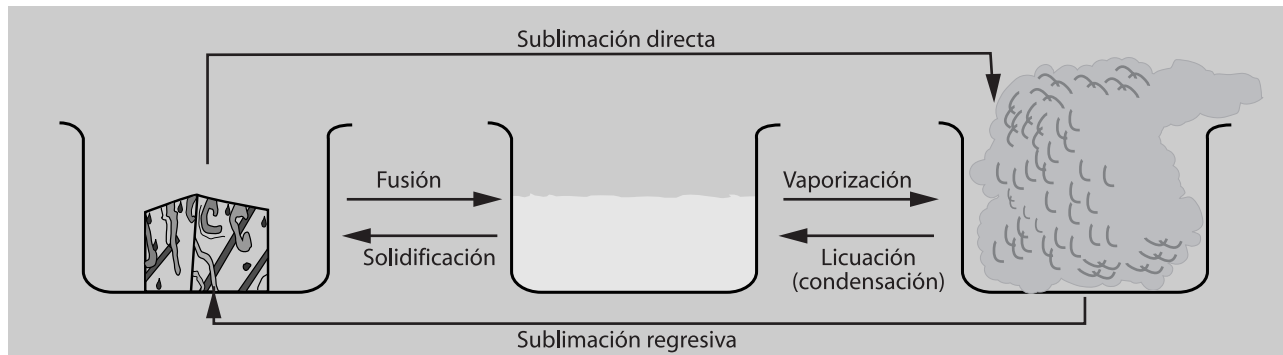 Sublimación directa
Fusión
Vaporización
Solidificación
Licuación
(condensación)
Sublimación regresiva